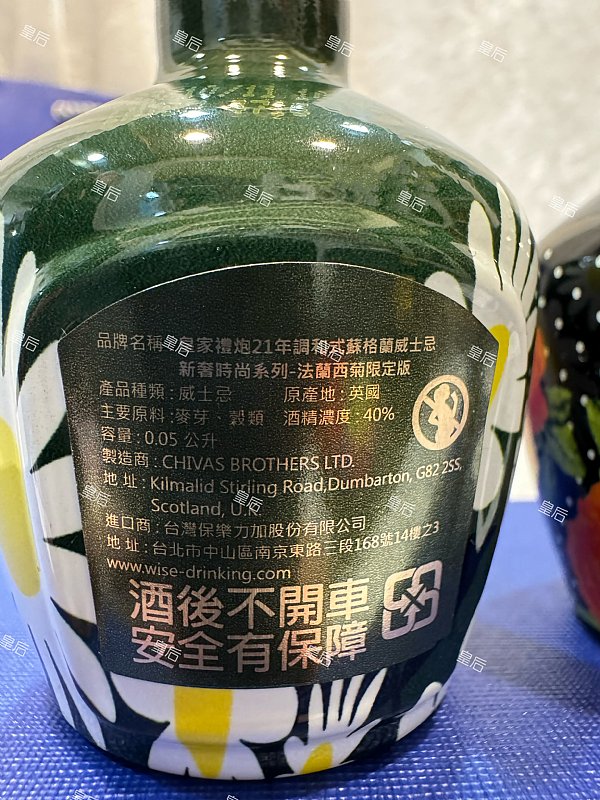 品牌名稱:皇家禮炮21年調和式蘇格蘭威士忌
新奢時尚系列-法蘭西菊限定版
產品種類:威士忌 原產地:英國
主要原料:麥芽、穀類 酒精濃度:40%
容量:0.05 公升
製造商:CHIVAS BROTHERS LTD.
地址:Kilmalid Stirling Road,Dumbarton, G82 2SS,
Scotland, U.K.
進口商:台灣保樂力加股份有限公司
地址:台北市中山區南京東路三段168號14樓之3
www.wise-drinking.com
酒後不開車
安全有保障
皇后